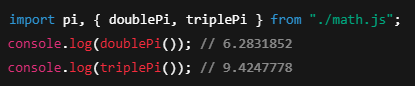 import pi, { doublePi, triplePi } from "./math.js";
console.log(doublePi()); // 6.2831852
console.log(triplePi()); // 9.4247778